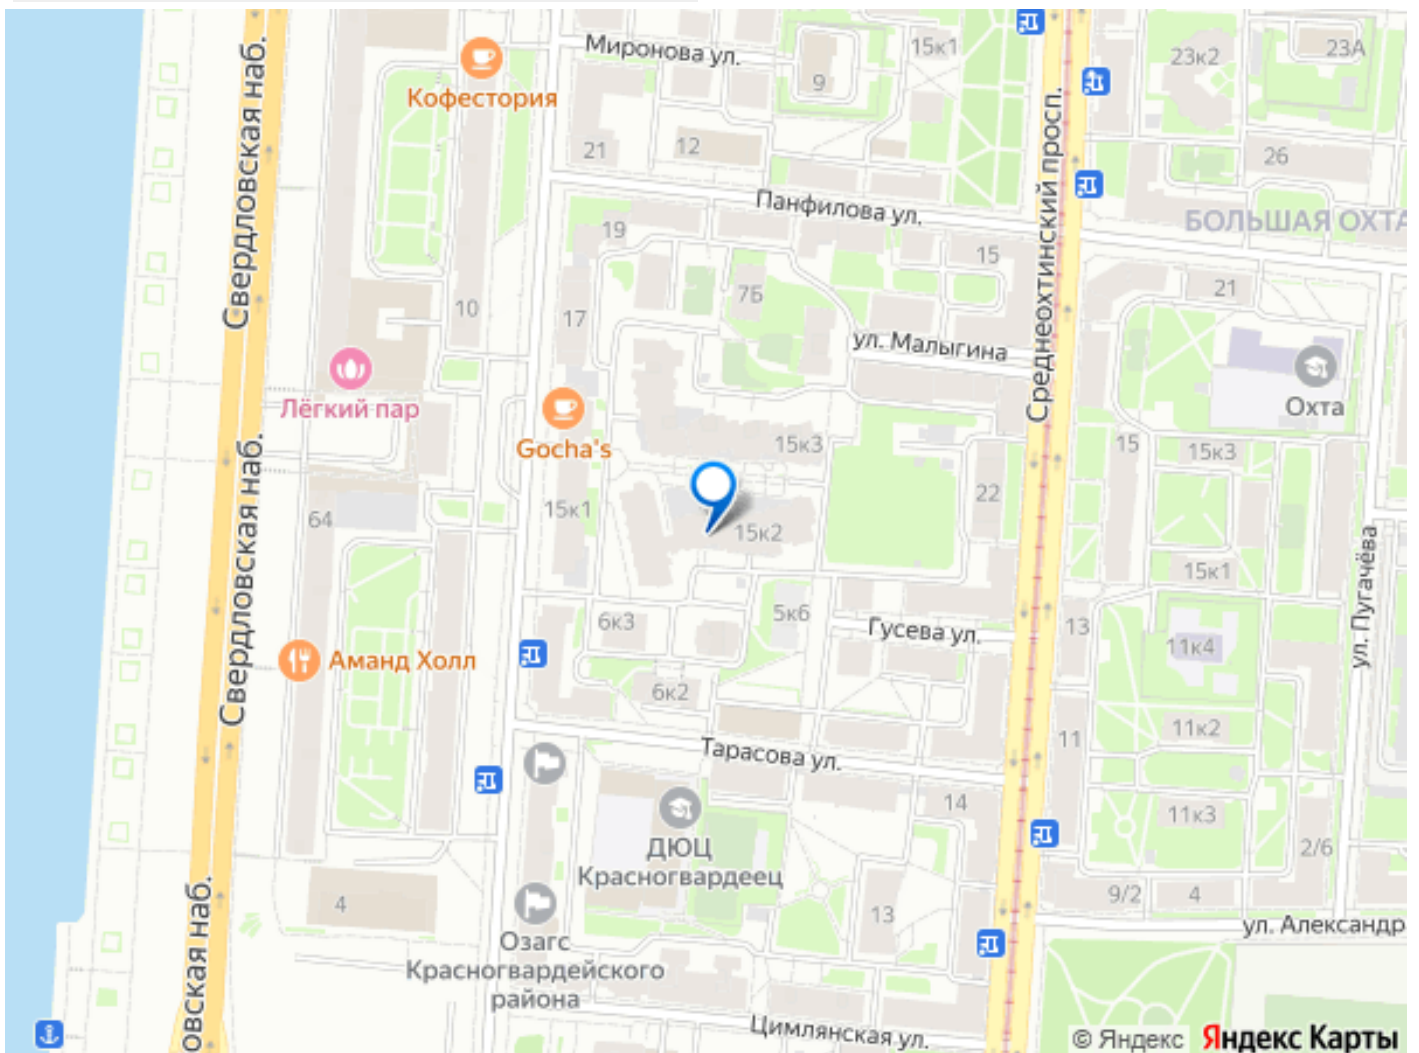 Миронова ул.
15к1
23к2
23А
Кофестория
9
21
12
26
Свердловская наб.
Среднеохтинский просп.
Панфилова ул.
БОЛЬШАЯ ОХТА
19
15
10
17
7Б
21
ул. Малыгина
Лёгкий пар
Охта
Gocha's
15к3
15
15к3
Свердловская наб.
64
15к1
15к2
22
ул. Пугачёва
15к1
6к3
5к6
Гусева ул.
13
11к4
Аманд Холл
6к2
11к2
11
Тарасова ул.
14
11к3
ДЮЦ
Красногвардеец
2/6
4
13
9/2
4
ул. Александр
Озагс
Красногвардейского
района
овская наб.
Цимлянская ул.
© Яндекс Яндекс Карты